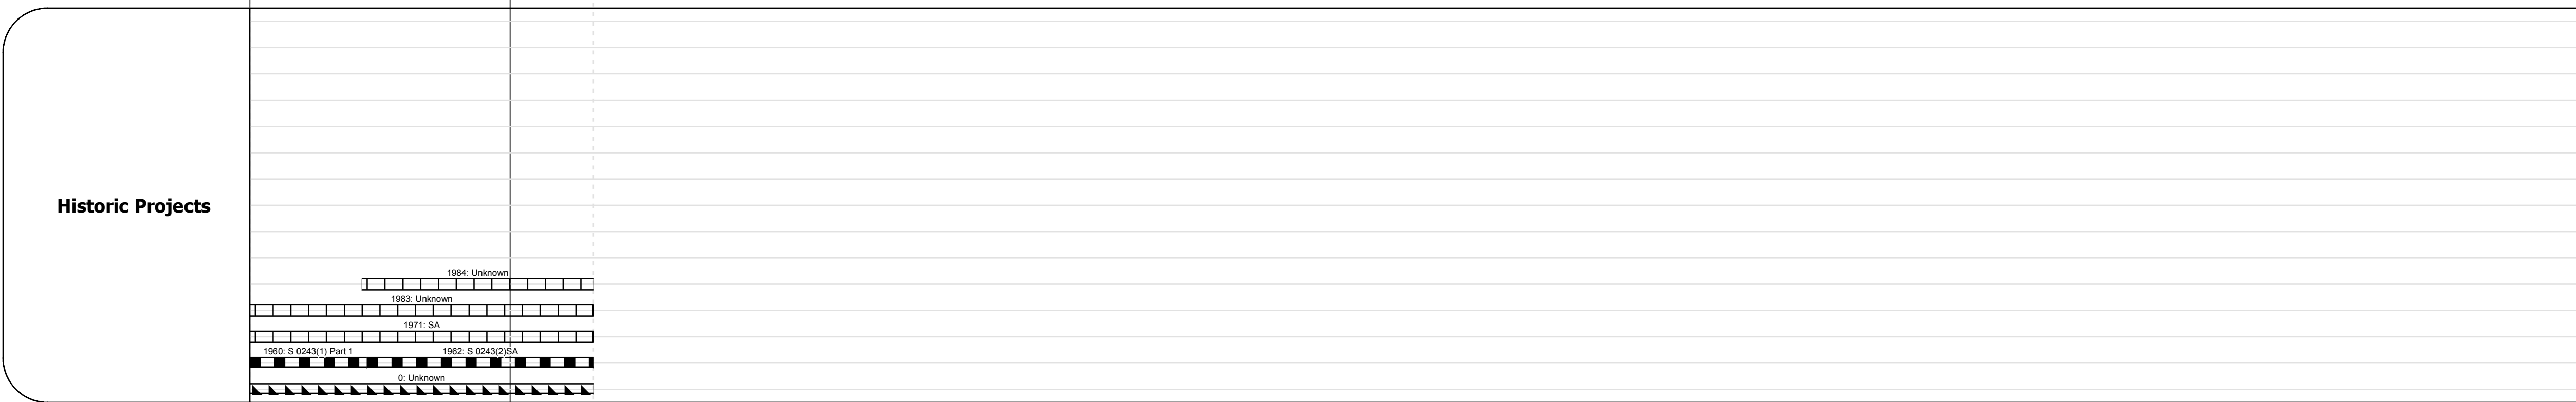 Historic Projects
1984: Unknown
1983: Unknown
1971: SA
1960: S 0243(1) Part 1
1962: S 0243(2)SA
0: Unknown